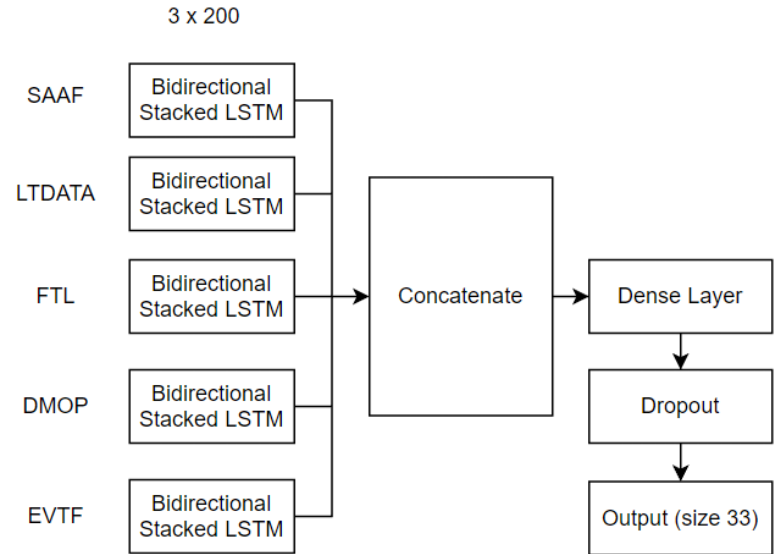 3 x 200
SAAF
Bidirectional
Stacked LSTM
LTDATA
Bidirectional
Stacked LSTM
FTL
Bidirectional
Stacked LSTM
DMOP
Bidirectional
Stacked LSTM
EVTF
Bidirectional
Stacked LSTM
Concatenate
Dense Layer
Dropout
Output (size 33)